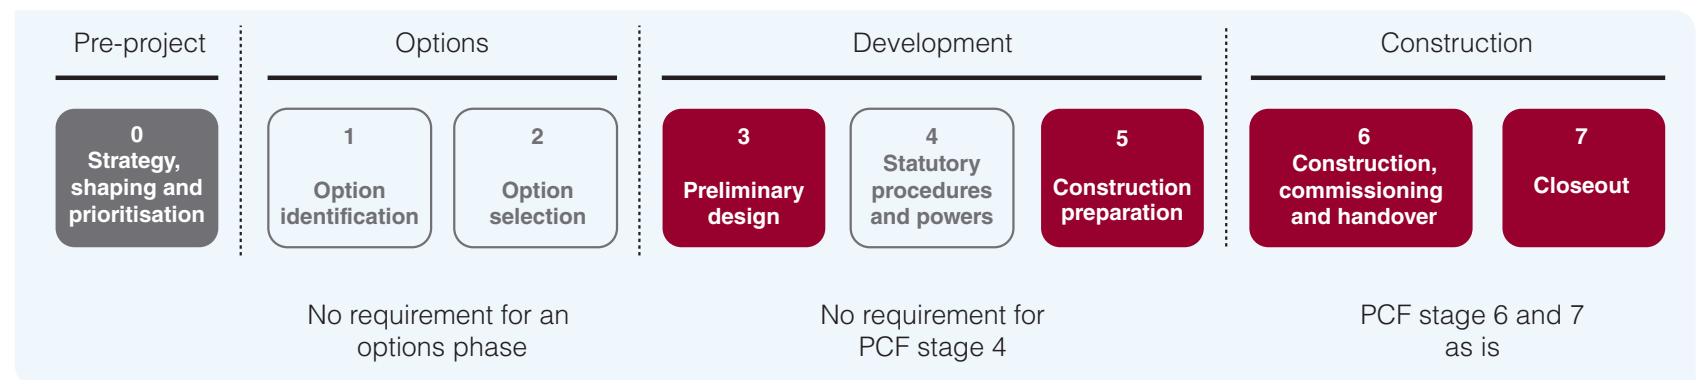 Pre-project
Options
Development
Construction
0
Strategy,
shaping and
prioritisation
1
Option
identification
2
Option
selection
3
Preliminary
design
4
Statutory
procedures
and powers
5
Construction
preparation
6
Construction,
commissioning
and handover
7
Closeout
No requirement for an
options phase
No requirement for
PCF stage 4
PCF stage 6 and 7
as is